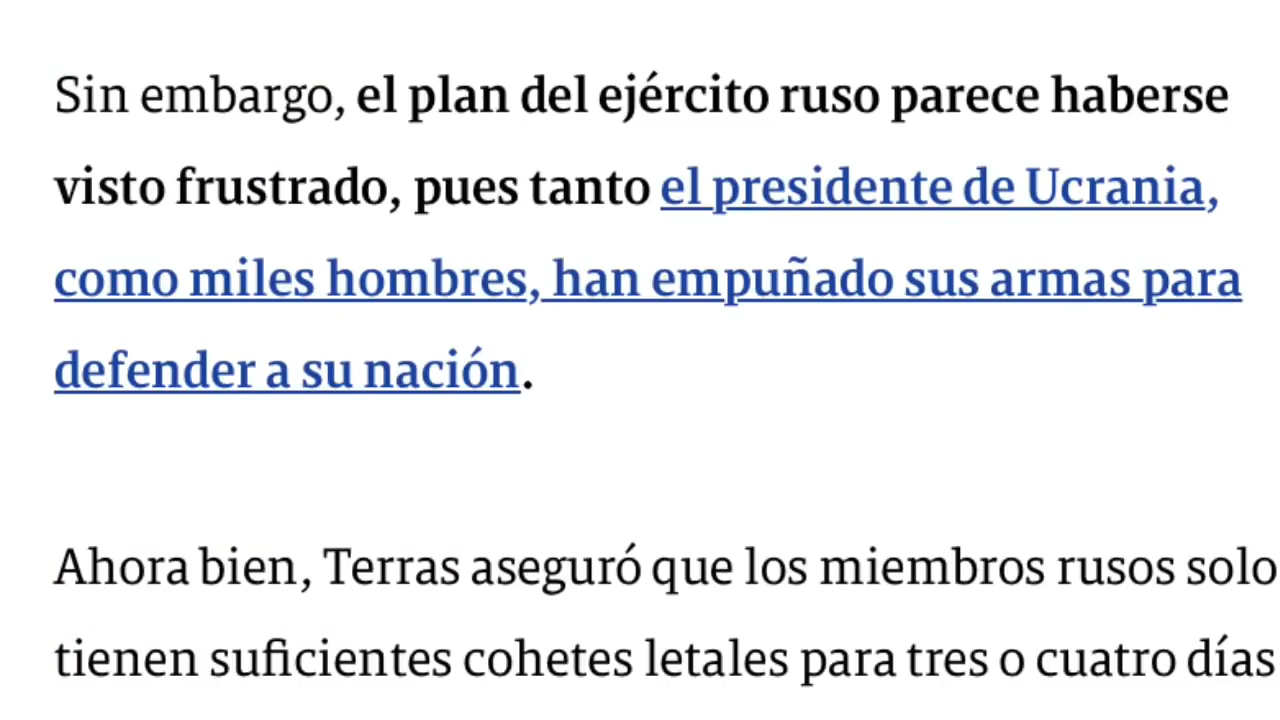 Sin embargo, el plan del ejército ruso parece haberse
visto frustrado, pues tanto el presidente de Ucrania,
como miles hombres, han empuñado sus armas para
defender a su nación.
Ahora bien, Terras aseguró que los miembros rusos solo
tienen suficientes cohetes letales para tres o cuatro días